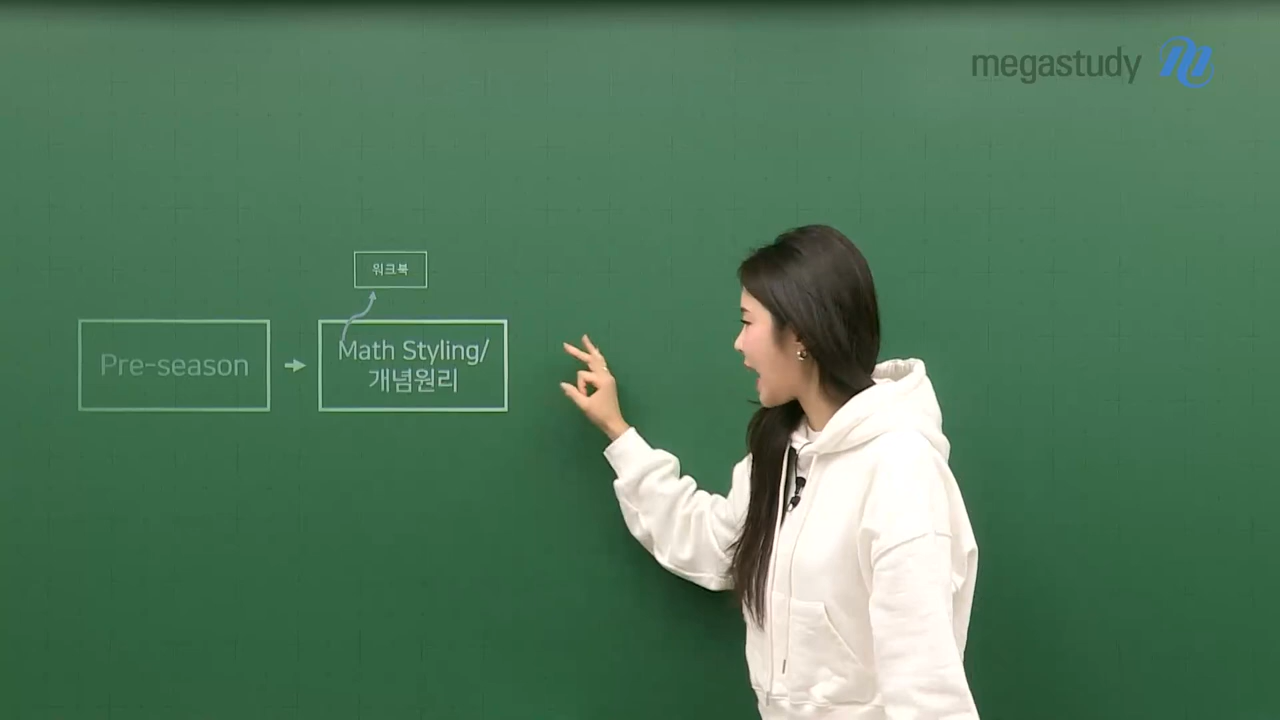 megastudy
워크북
Pre-season
Math Styling/
개념원리